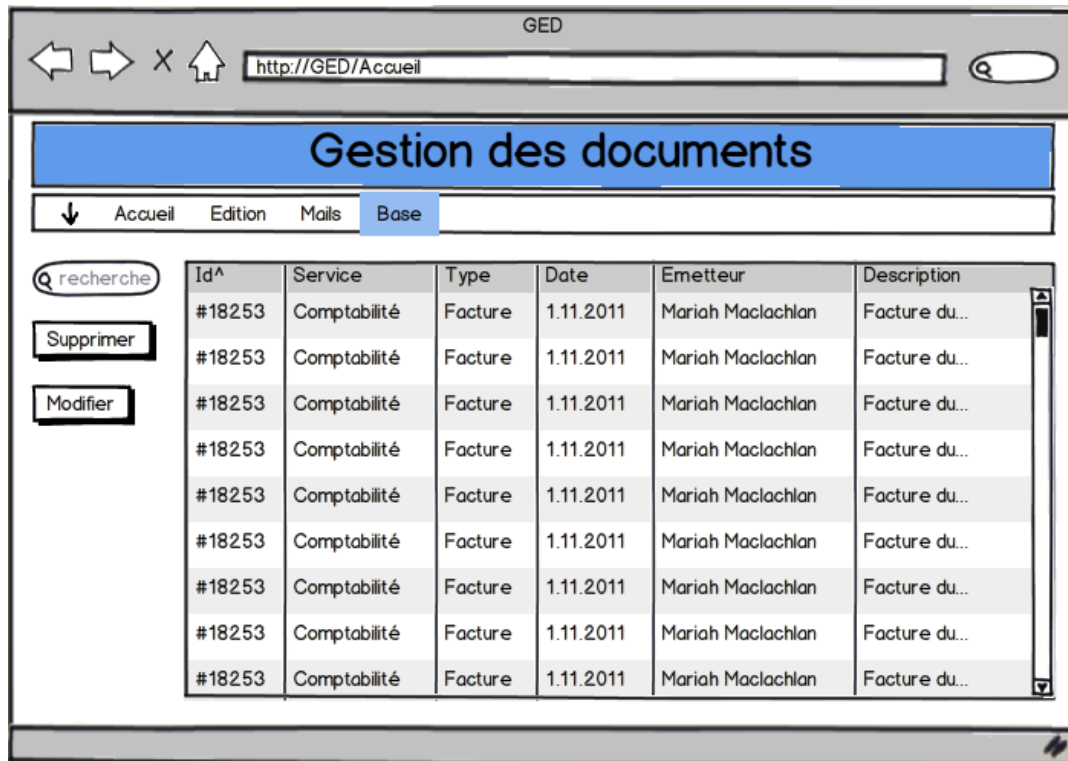 GED
http://GED/Accueil
Gestion des documents
Accueil Edition Mails Base
recherche
Supprimer
Modifier
Id^ Service Type Date Emetteur Description
#18253 Comptabilité Facture 1.11.2011 Mariah Maclachlan Facture du...
#18253 Comptabilité Facture 1.11.2011 Mariah Maclachlan Facture du...
#18253 Comptabilité Facture 1.11.2011 Mariah Maclachlan Facture du...
#18253 Comptabilité Facture 1.11.2011 Mariah Maclachlan Facture du...
#18253 Comptabilité Facture 1.11.2011 Mariah Maclachlan Facture du...
#18253 Comptabilité Facture 1.11.2011 Mariah Maclachlan Facture du...
#18253 Comptabilité Facture 1.11.2011 Mariah Maclachlan Facture du...
#18253 Comptabilité Facture 1.11.2011 Mariah Maclachlan Facture du...
#18253 Comptabilité Facture 1.11.2011 Mariah Maclachlan Facture du...